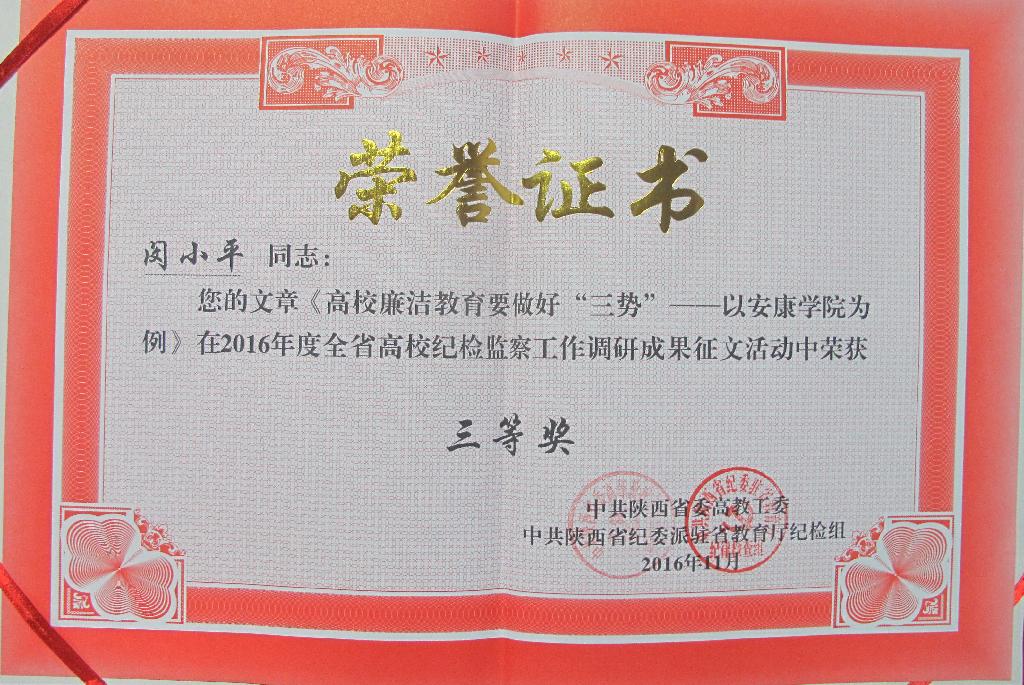 荣誉证书
闵小平 同志：
您的文章《高校廉洁教育要做好“三势”——以安康学院为
例》在2016年度全省高校纪检监察工作调研成果征文活动中荣获
三等奖
中共陕西省委高教工委
中共陕西省纪委派驻省教育厅纪检组
2016年11月